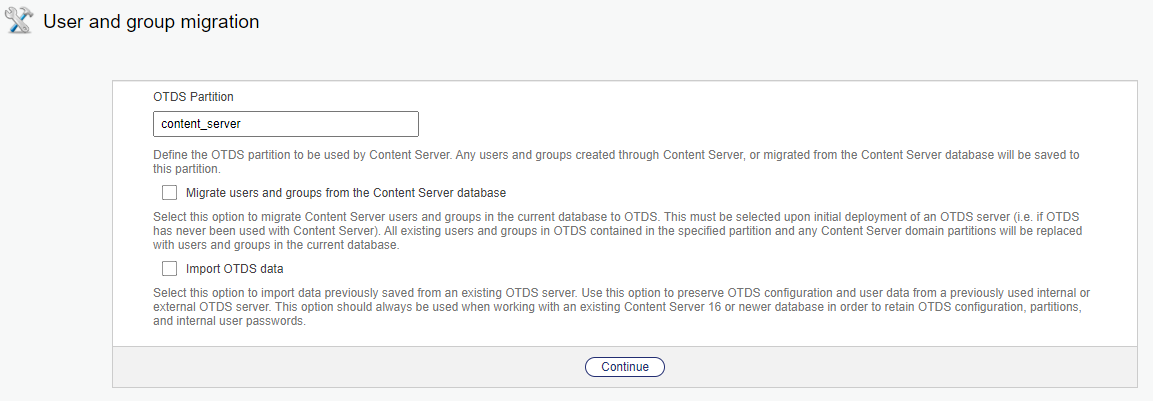 User and group migration
OTDS Partition
content_server
Define the OTDS partition to be used by Content Server. Any users and groups created through Content Server, or migrated from the Content Server database will be saved to
this partition.
Migrate users and groups from the Content Server database
Select this option to migrate Content Server users and groups in the current database to OTDS. This must be selected upon initial deployment of an OTDS server (i.e. if OTDS
has never been used with Content Server). All existing users and groups in OTDS contained in the specified partition and any Content Server domain partitions will be replaced
with users and groups in the current database.
Import OTDS data
Select this option to import data previously saved from an existing OTDS server. Use this option to preserve OTDS configuration and user data from a previously used internal or
external OTDS server. This option should always be used when working with an existing Content Server 16 or newer database in order to retain OTDS configuration, partitions,
and internal user passwords.
Continue